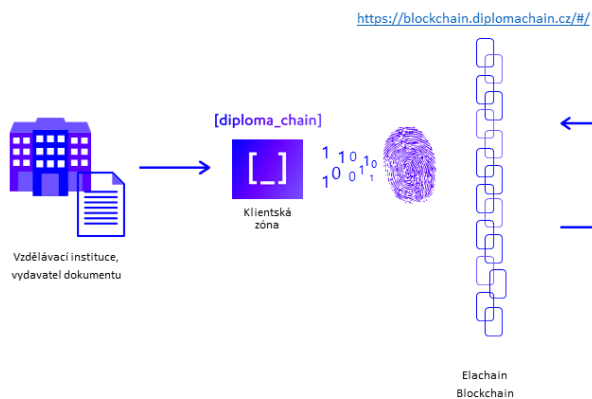 https://blockchain.diplomachain.cz/#/
[diploma_chain]
[_]
1 1 0 1 0
1 0 0 1 1
Klientská
zóna
Vzdělávací instituce,
vydavatel dokumentu
Elachain
Blockchain